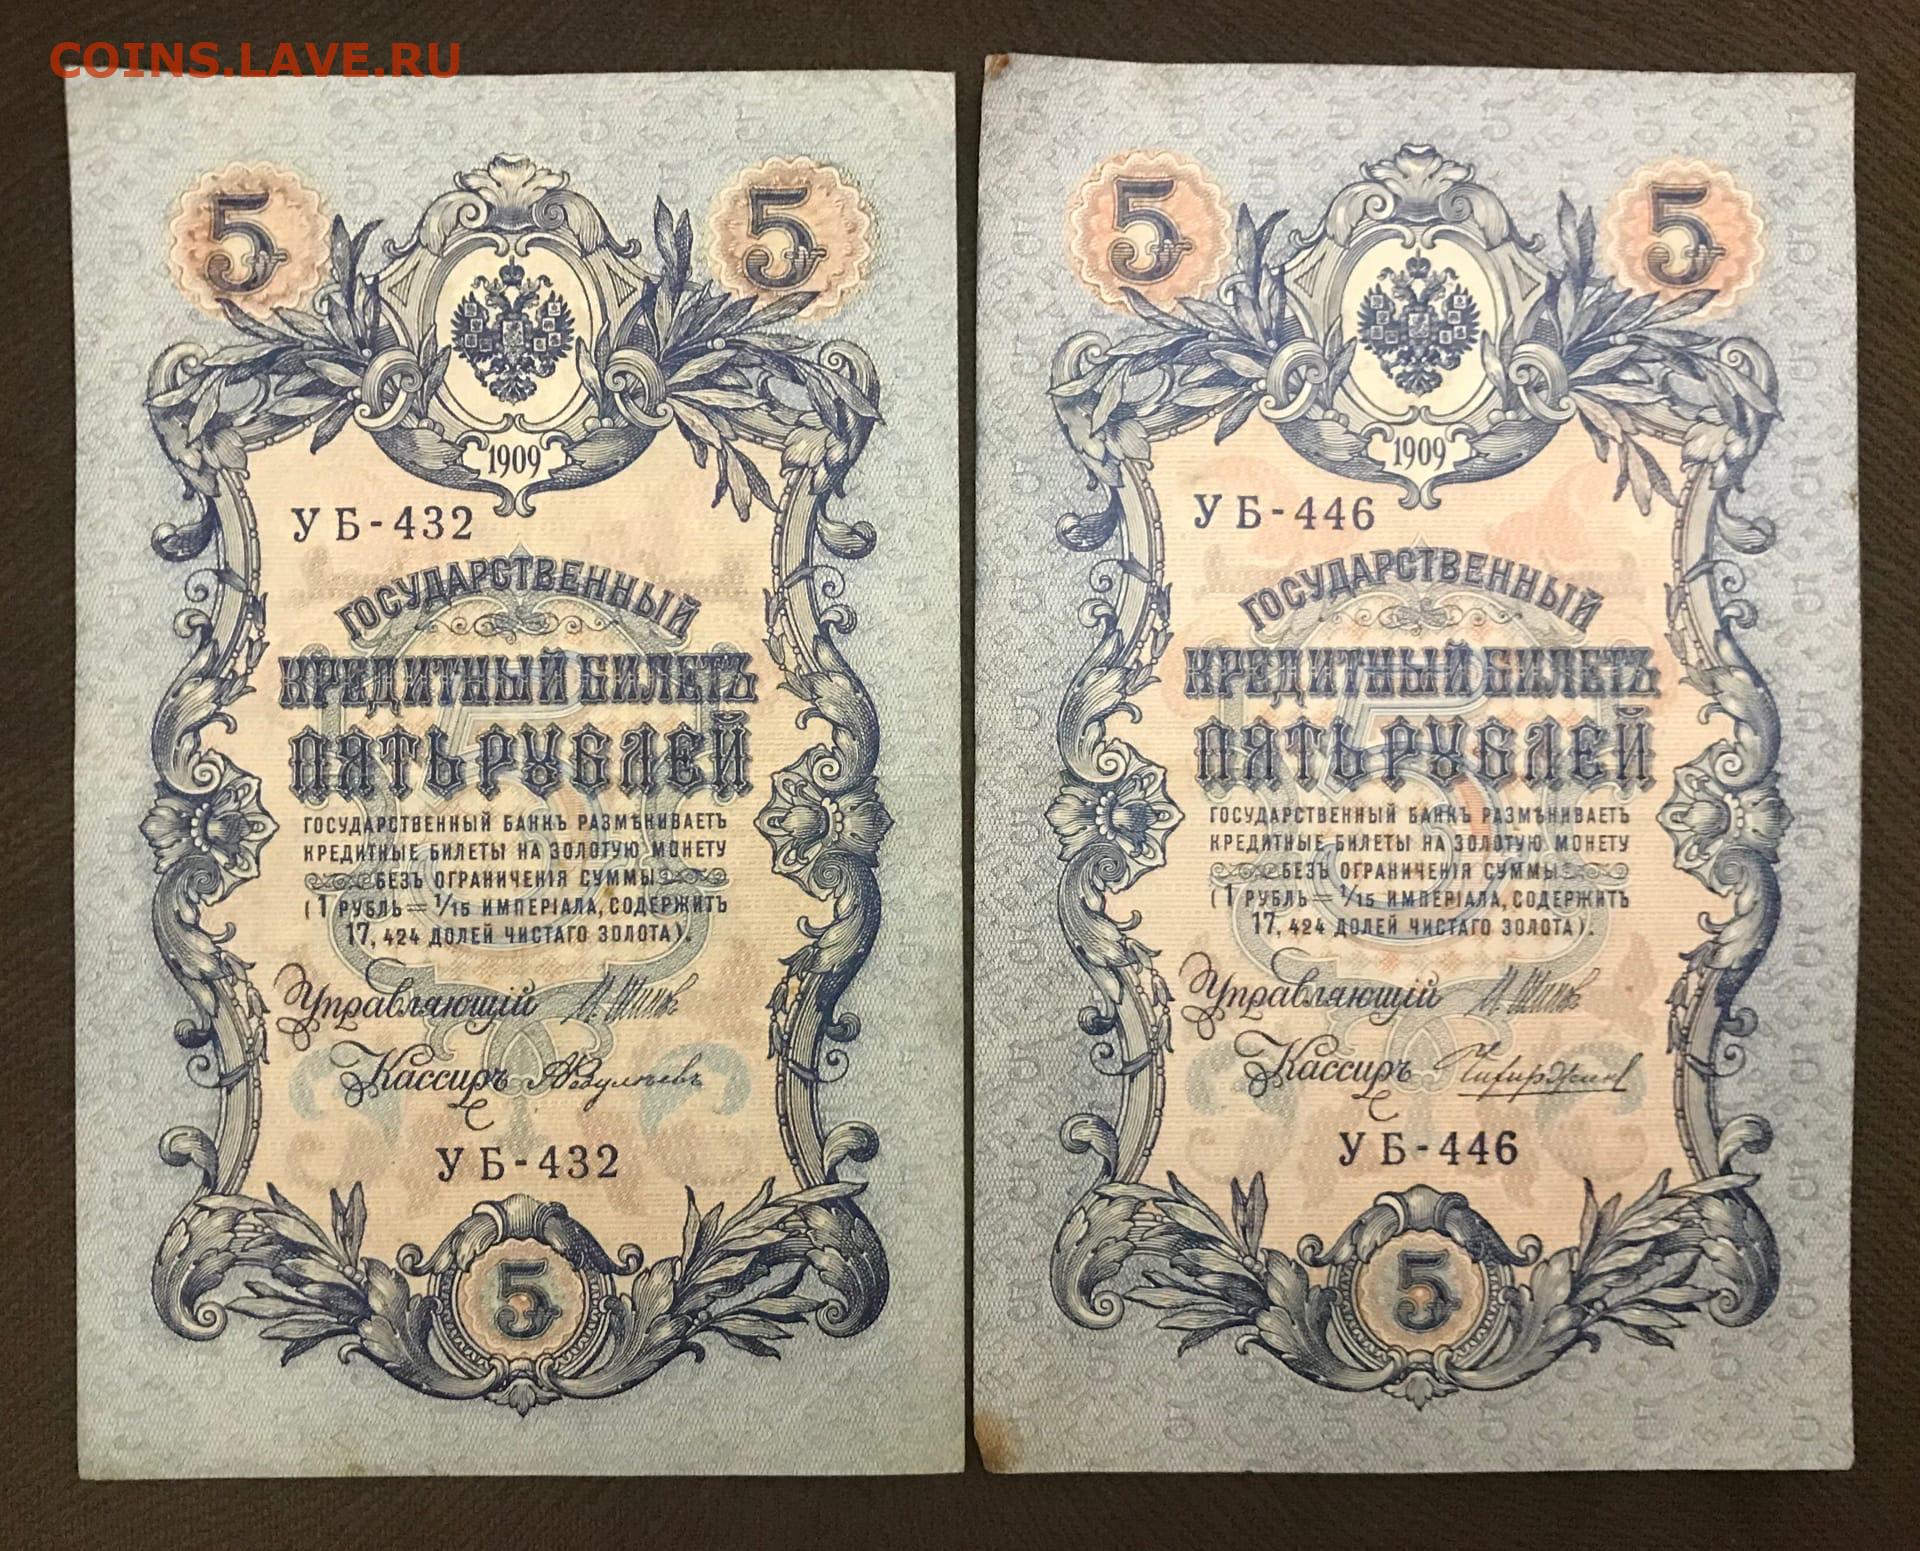 COINS.LAVE.RU
5 5
1909
УБ-432
ГОСУДАРСТВЕННЫЙ
КРЕДИТНЫЙ БИЛЕТЪ
ПЯТЬ РУБЛЕЙ
ГОСУДАРСТВЕННЫЙ БАНКЪ РАЗМѢНИВАЕТЪ
КРЕДИТНЫЕ БИЛЕТЫ НА ЗОЛОТУЮ МОНЕТУ
БЕЗЪ ОГРАНИЧЕНІЯ СУММЫ
(1 РУБЛЬ = 1/15 ИМПЕРІАЛА, СОДЕРЖИТЪ
17,424 ДОЛЕЙ ЧИСТАГО ЗОЛОТА).
Управляющій
Кассиръ
УБ-432
5
5 5
1909
УБ-446
ГОСУДАРСТВЕННЫЙ
КРЕДИТНЫЙ БИЛЕТЪ
ПЯТЬ РУБЛЕЙ
ГОСУДАРСТВЕННЫЙ БАНКЪ РАЗМѢНИВАЕТЪ
КРЕДИТНЫЕ БИЛЕТЫ НА ЗОЛОТУЮ МОНЕТУ
БЕЗЪ ОГРАНИЧЕНІЯ СУММЫ
(1 РУБЛЬ = 1/15 ИМПЕРІАЛА, СОДЕРЖИТЪ
17,424 ДОЛЕЙ ЧИСТАГО ЗОЛОТА).
Управляющій
Кассиръ
УБ-446
5